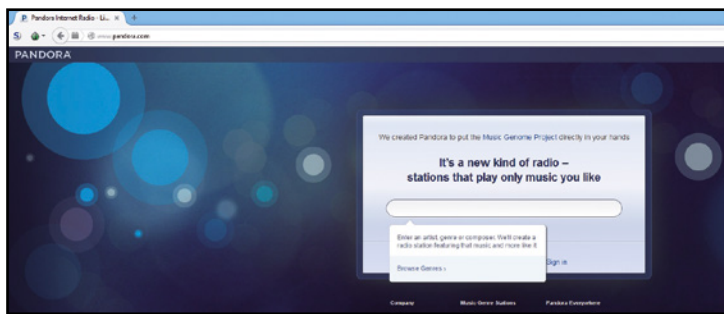 Pandora Internet Radio - Li...
www.pandora.com
PANDORA
We created Pandora to put the Music Genome Project directly in your hands
It's a new kind of radio –
stations that play only music you like
Enter an artist, genre or composer. We'll create a
radio station featuring that music and more like it
Browse Genres ›
Sign in
Company Music Genre Stations Pandora Everywhere